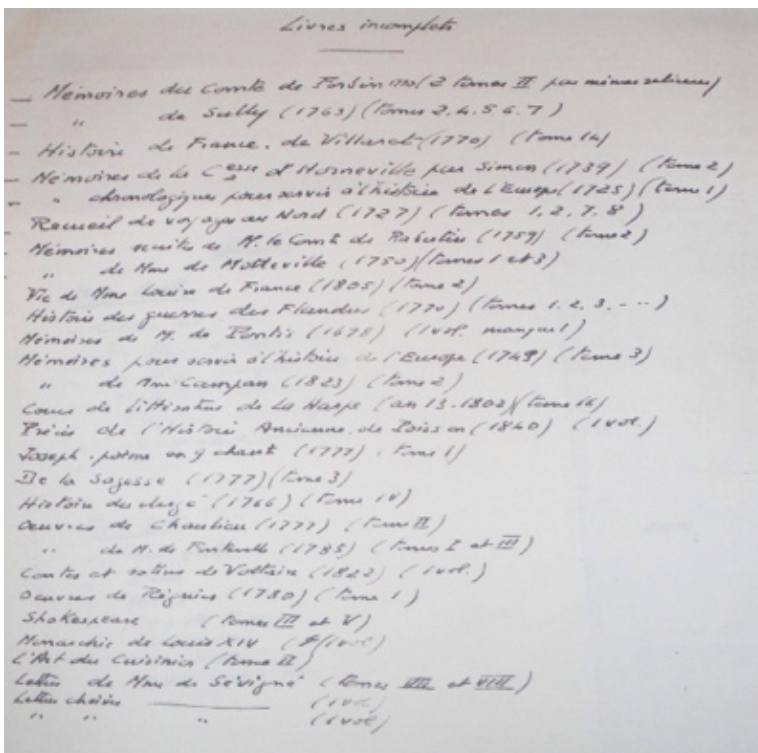 Livres incomplets
— Mémoires du Comte de Forbin (2 tomes II pas mêmes reliures)
— " de Sully (1763) (tomes 2.4.5.6.7)
— Histoire de France. de Villaret (1770) (tome 14)
— Mémoires de la Cesse d'Horneville par Simon (1739) (tome 2)
— " chronologiques pour servir à l'histoire de l'Europe (1725) (tome 1)
Recueil de voyages au Nord (1727) (tomes 1, 2, 7. 8)
Mémoires de M. le Comte de (1759) (tome 2)
" de Mme de Motteville (1750) (tomes 1 et 3)
Vie de Mme Louise de France (1805) (tome 2)
Histoire des guerres des Flandres (1770) (tomes 1. 2, 3, - ..)
Mémoires de M. de Pontis (1678) (1 vol. manque 1)
Mémoires pour servir à l'histoire de l'Europe (1749) (tome 3)
" de Mme Campan (1823) (tome 2)
Cours de littérature de La Harpe (an 13-1802) (tome 16)
Précis de l'Histoire Ancienne. de Poisson (1840) (1 vol.)
Joseph. poème en 9 chants (1777) (tome 1)
De la Sagesse (1777) (tome 3)
Histoire du clergé (1766) (tome IV)
Œuvres de Chaulieu (1777) (tome II)
" de M. de (1785) (tomes I et III)
Contes et satires de Voltaire (1822) (1 vol.)
Oeuvres de Régnier (1780) (tome 1)
Shakespeare (tomes III et V)
Monarchie de Louis XIV (1 vol)
L'Art du Cuisinier (tome II)
Lettres de Mme de Sévigné (tomes et VIII)
Lettres choisies ——— (1 vol)
" " " (1 vol)